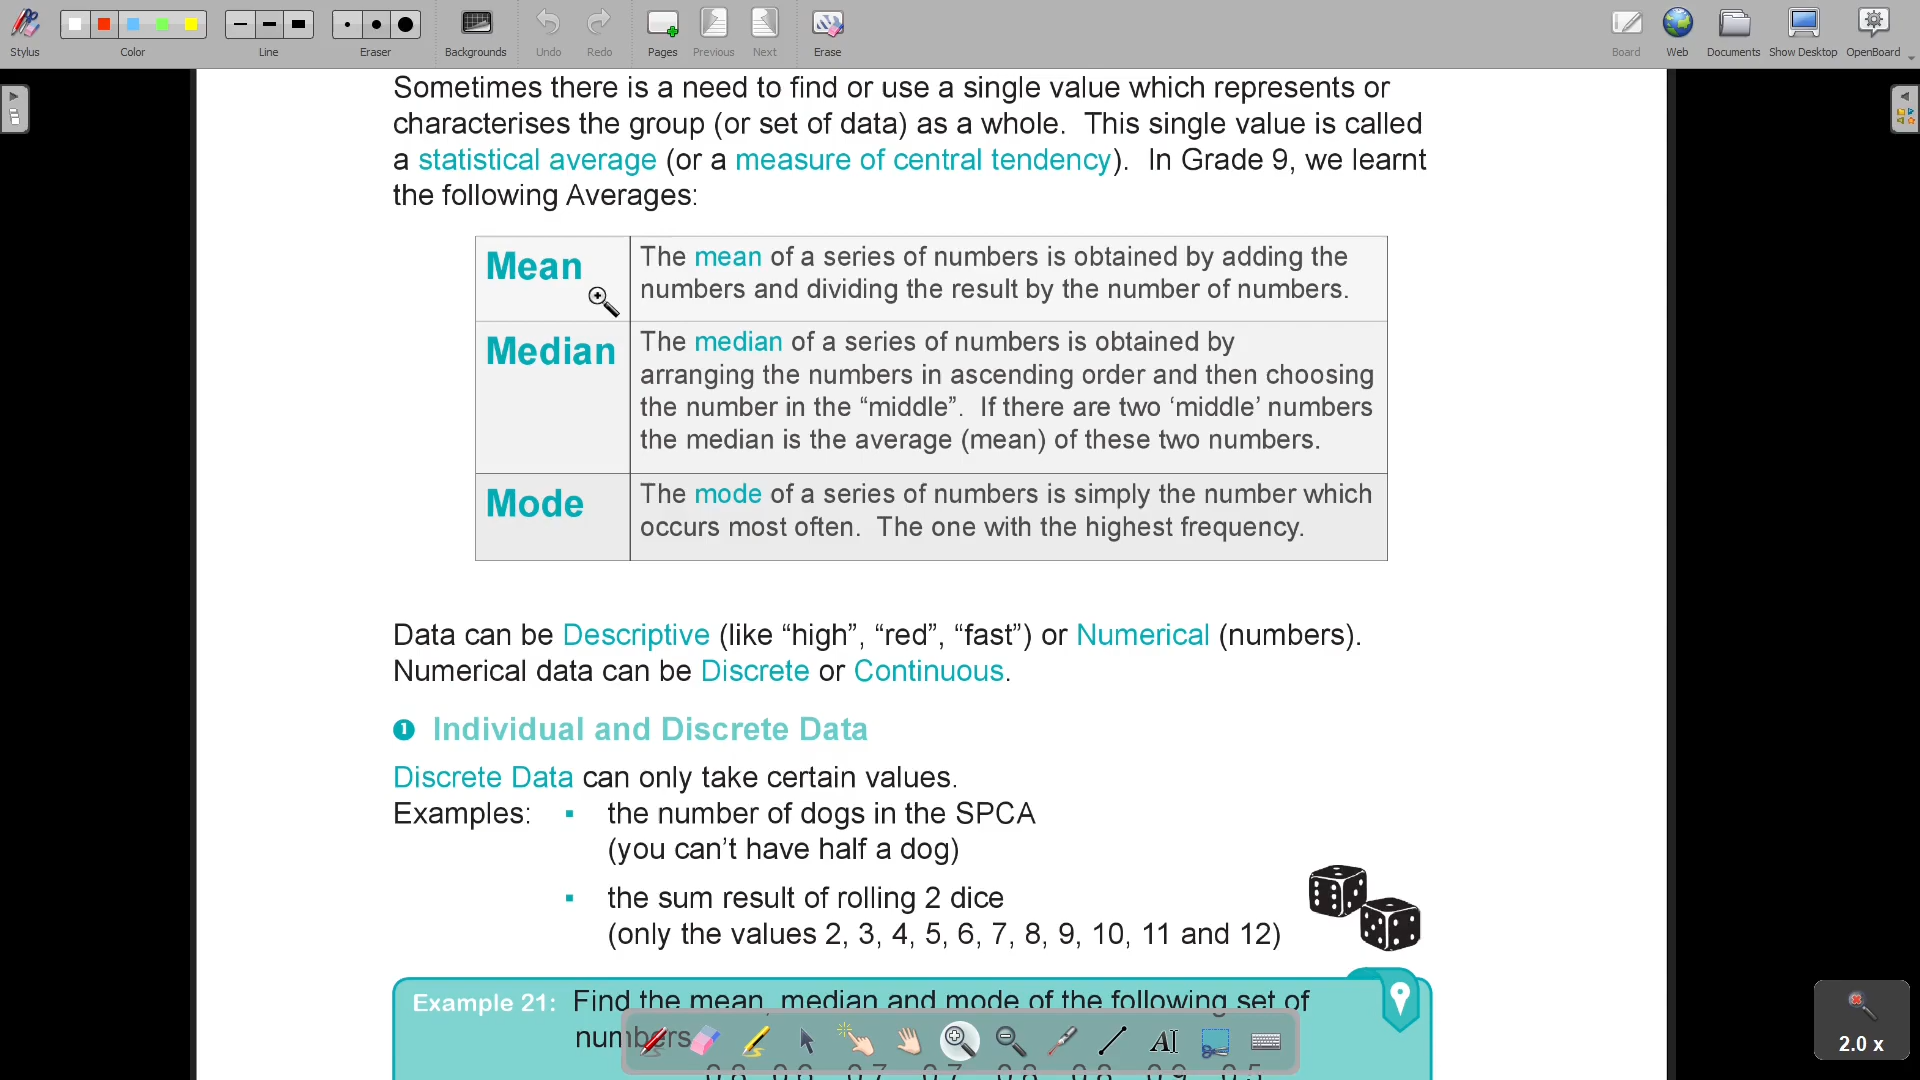 Stylus
Color
Line
Eraser
Backgrounds
Undo
Redo
Pages
Previous
Next
Erase
Board
Web
Documents
Show Desktop
OpenBoard
Sometimes there is a need to find or use a single value which represents or
characterises the group (or set of data) as a whole. This single value is called
a statistical average (or a measure of central tendency). In Grade 9, we learnt
the following Averages:
Mean
The mean of a series of numbers is obtained by adding the
numbers and dividing the result by the number of numbers.
Median
The median of a series of numbers is obtained by
arranging the numbers in ascending order and then choosing
the number in the “middle”. If there are two ‘middle’ numbers
the median is the average (mean) of these two numbers.
Mode
The mode of a series of numbers is simply the number which
occurs most often. The one with the highest frequency.
Data can be Descriptive (like “high”, “red”, “fast”) or Numerical (numbers).
Numerical data can be Discrete or Continuous.
1 Individual and Discrete Data
Discrete Data can only take certain values.
Examples: ▪ the number of dogs in the SPCA
(you can’t have half a dog)
▪ the sum result of rolling 2 dice
(only the values 2, 3, 4, 5, 6, 7, 8, 9, 10, 11 and 12)
Example 21: Find the mean, median and mode of the following set of
numbers
AI
2.0 x